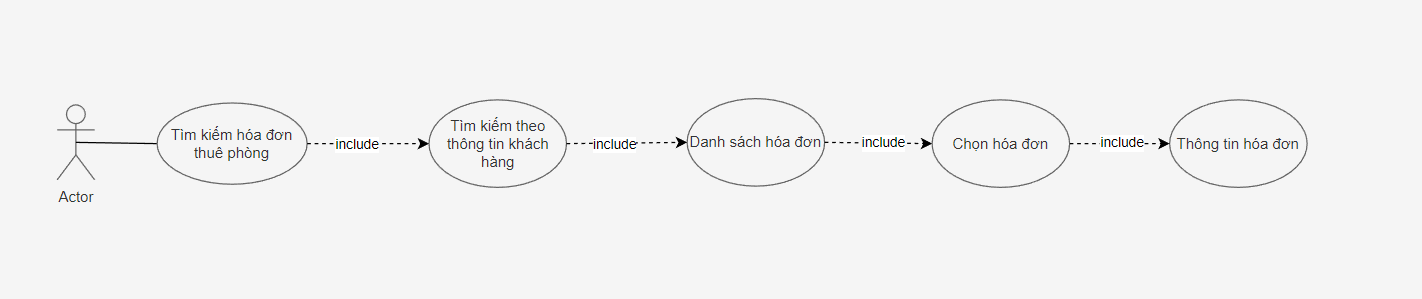 Tìm kiếm hóa đơn
thuê phòng
include
Tìm kiếm theo
thông tin khách
hàng
include
Danh sách hóa đơn
include
Chọn hóa đơn
include
Thông tin hóa đơn
Actor